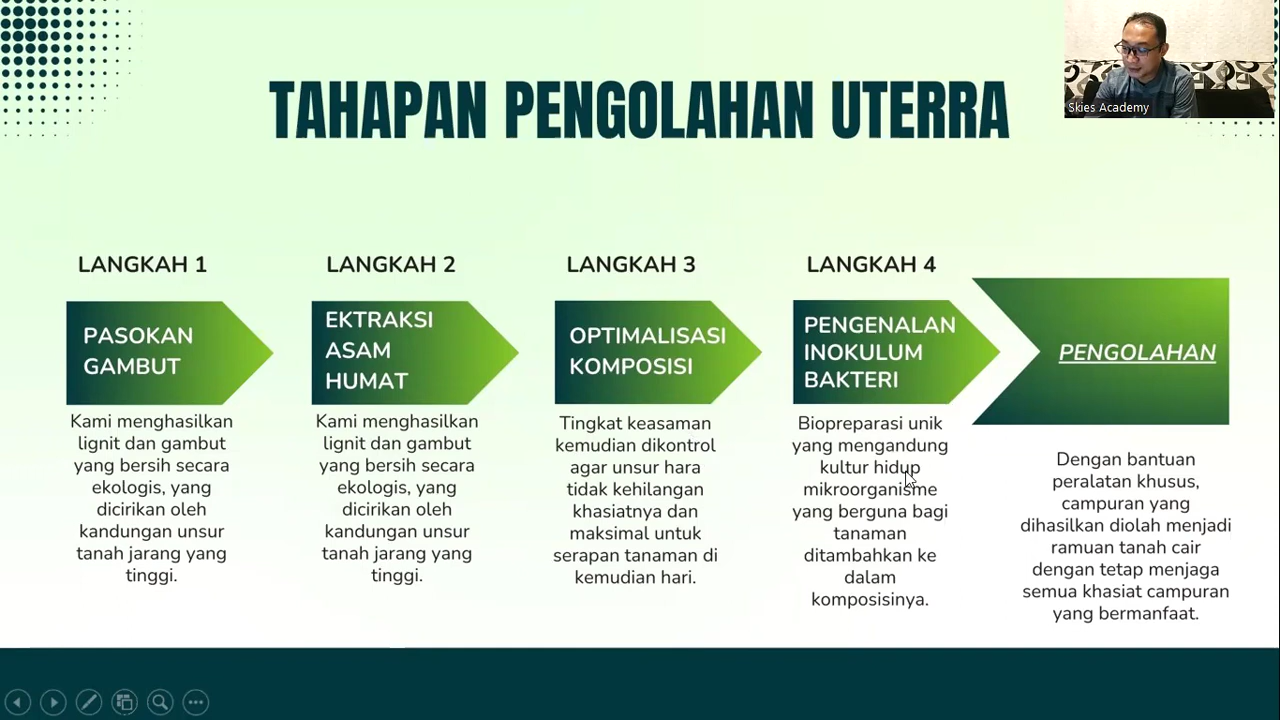 Skies Academy
TAHAPAN PENGOLAHAN UTERRA
LANGKAH 1
PASOKAN
GAMBUT
Kami menghasilkan
lignit dan gambut
yang bersih secara
ekologis, yang
dicirikan oleh
kandungan unsur
tanah jarang yang
tinggi.
LANGKAH 2
EKTRAKSI
ASAM
HUMAT
Kami menghasilkan
lignit dan gambut
yang bersih secara
ekologis, yang
dicirikan oleh
kandungan unsur
tanah jarang yang
tinggi.
LANGKAH 3
OPTIMALISASI
KOMPOSISI
Tingkat keasaman
kemudian dikontrol
agar unsur hara
tidak kehilangan
khasiatnya dan
maksimal untuk
serapan tanaman di
kemudian hari.
LANGKAH 4
PENGENALAN
INOKULUM
BAKTERI
Biopreparasi unik
yang mengandung
kultur hidup
mikroorganisme
yang berguna bagi
tanaman
ditambahkan ke
dalam
komposisinya.
PENGOLAHAN
Dengan bantuan
peralatan khusus,
campuran yang
dihasilkan diolah menjadi
ramuan tanah cair
dengan tetap menjaga
semua khasiat campuran
yang bermanfaat.